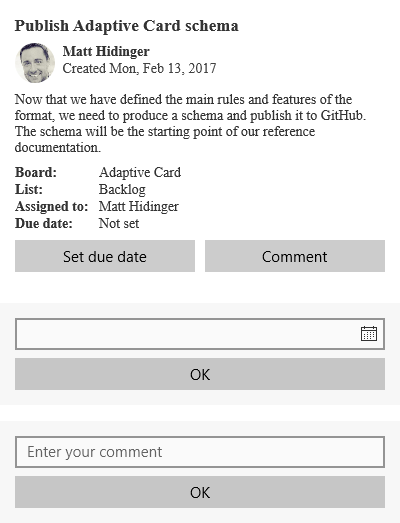 Publish Adaptive Card schema
Matt Hidinger
Created Mon, Feb 13, 2017
Now that we have defined the main rules and features of the
format, we need to produce a schema and publish it to GitHub.
The schema will be the starting point of our reference
documentation.
Board: Adaptive Card
List: Backlog
Assigned to: Matt Hidinger
Due date: Not set
Set due date Comment
OK
Enter your comment
OK